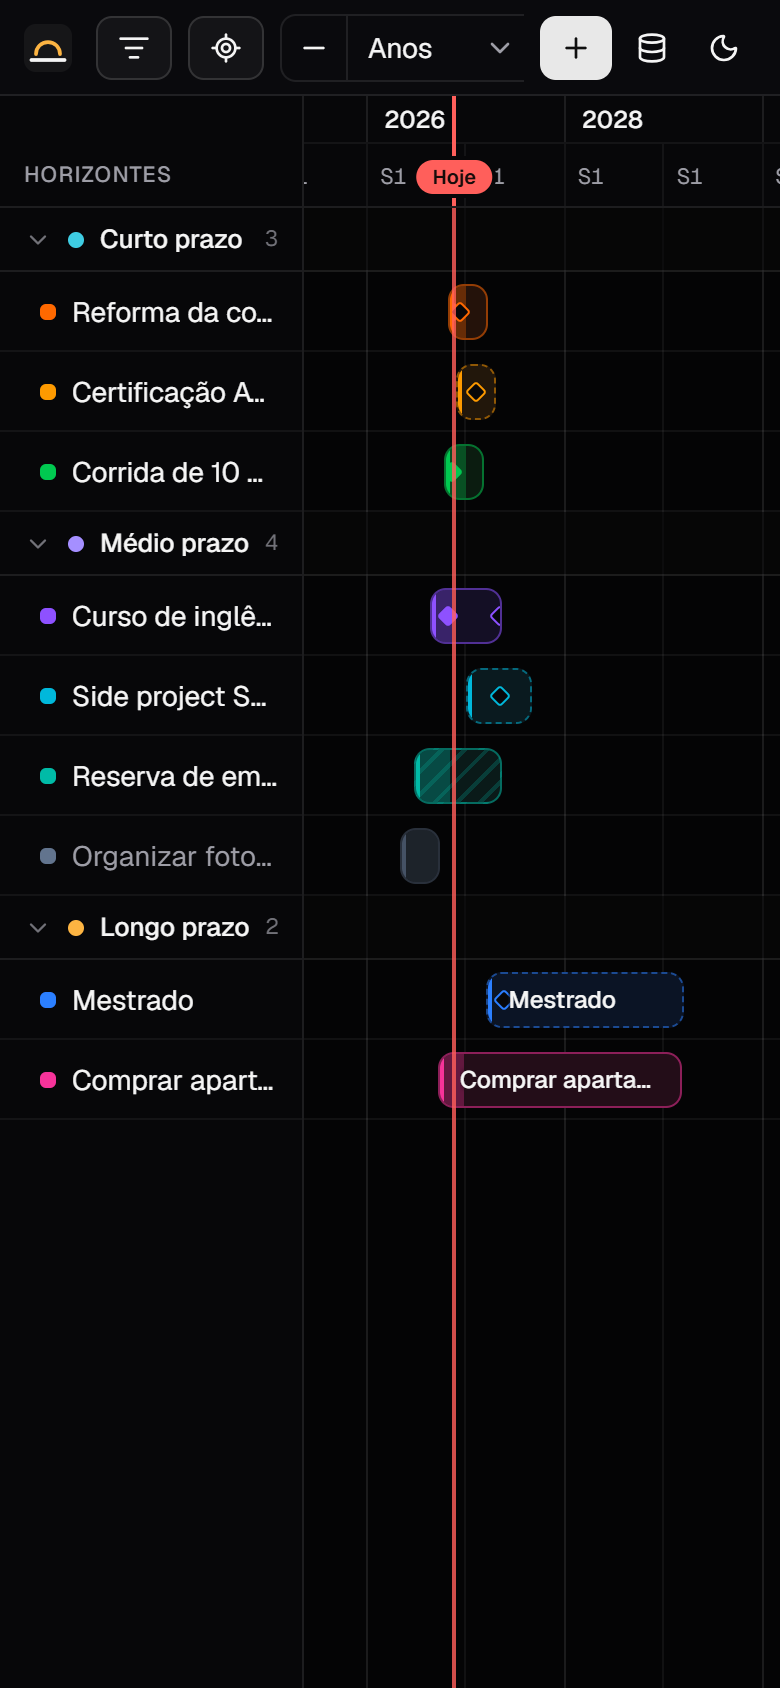 Anos
2026 2028
HORIZONTES
S1 Hoje 1 S1 S1
Curto prazo 3
Reforma da co...
Certificação A...
Corrida de 10 ...
Médio prazo 4
Curso de inglê...
Side project S...
Reserva de em...
Organizar foto...
Longo prazo 2
Mestrado
Mestrado
Comprar apart...
Comprar aparta...